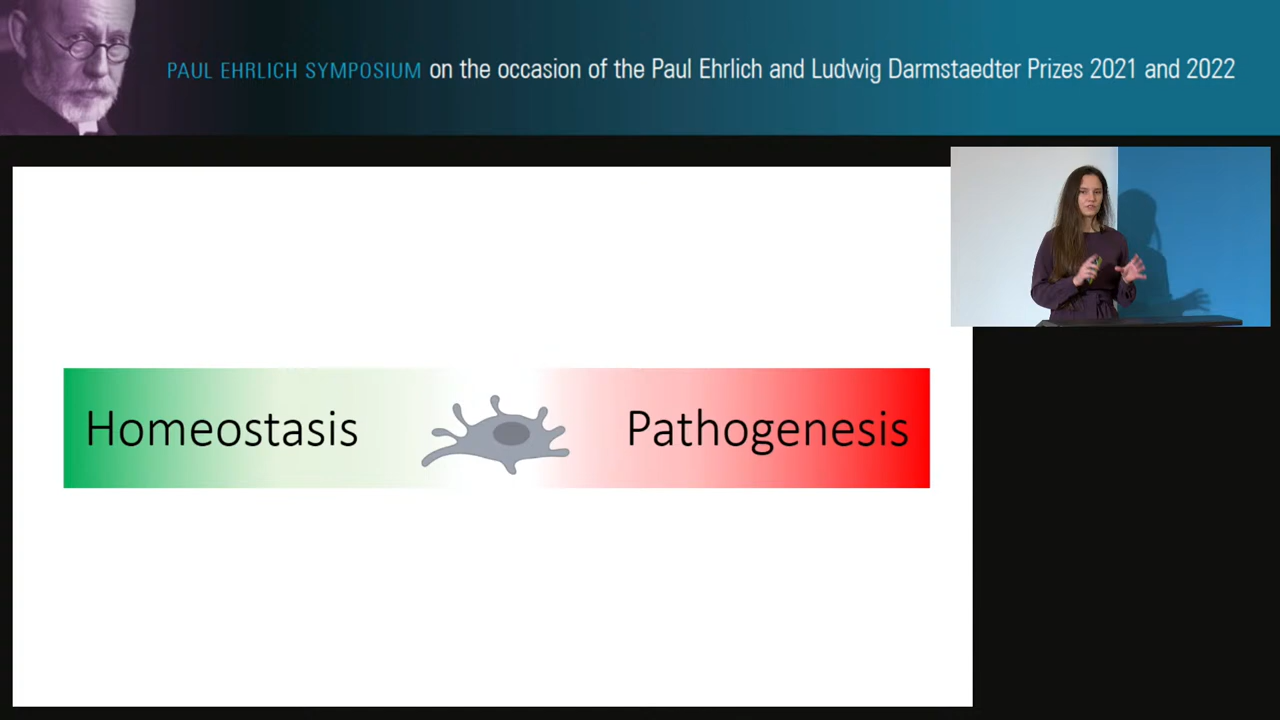 PAUL EHRLICH SYMPOSIUM on the occasion of the Paul Ehrlich and Ludwig Darmstaedter Prizes 2021 and 2022
Homeostasis
Pathogenesis